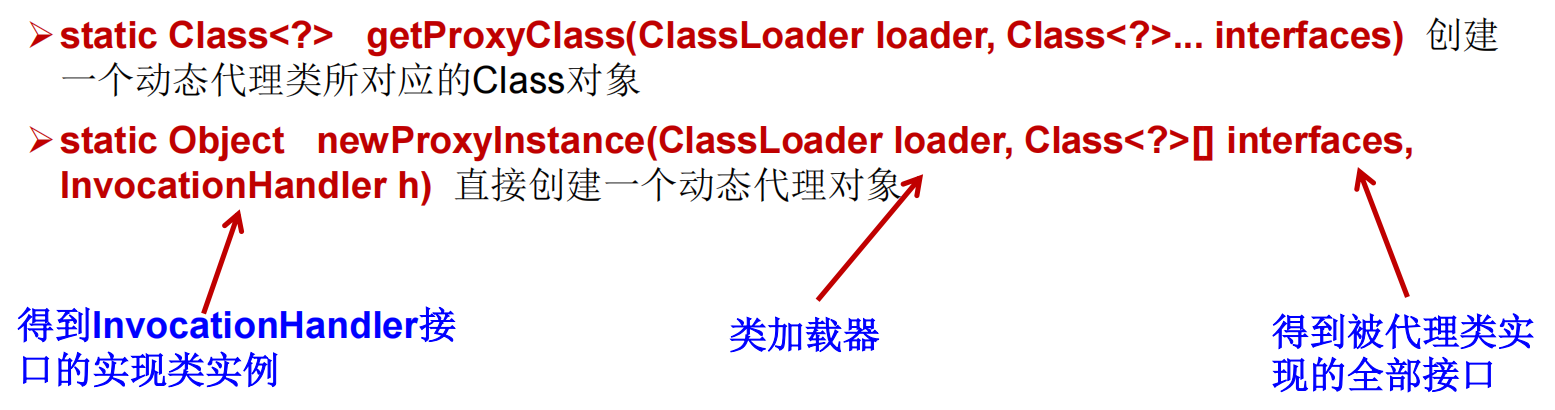 ➢ static Class<?> getProxyClass(ClassLoader loader, Class<?>... interfaces) 创建
一个动态代理类所对应的Class对象
➢ static Object newProxyInstance(ClassLoader loader, Class<?>[] interfaces,
InvocationHandler h) 直接创建一个动态代理对象
得到InvocationHandler接
口的实现类实例
类加载器
得到被代理类实
现的全部接口